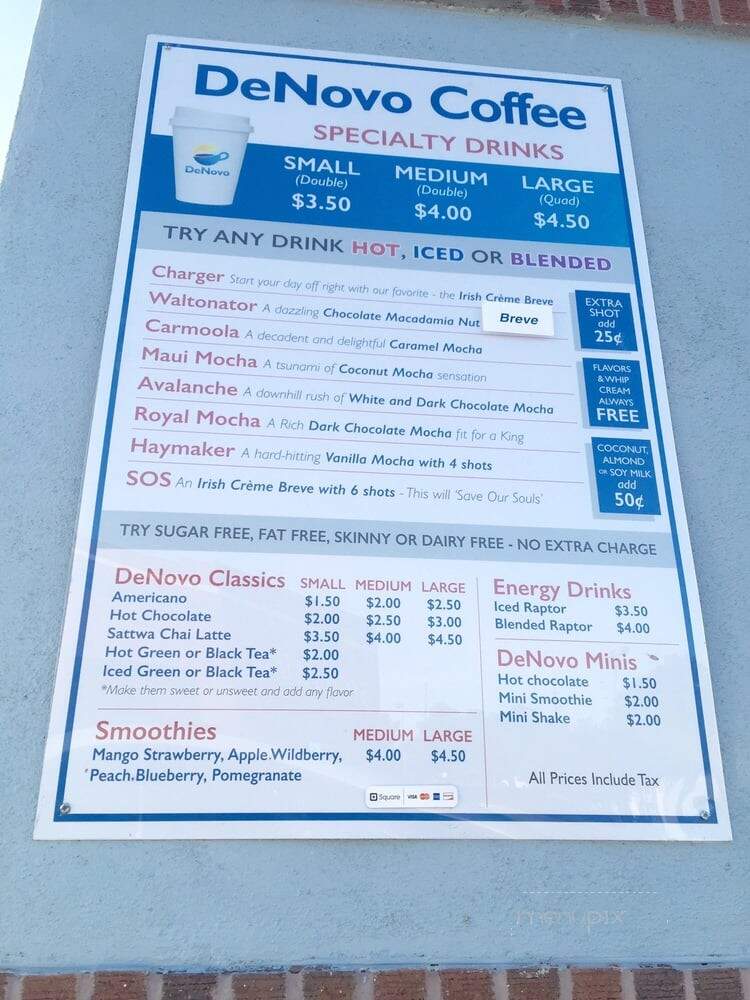 DeNovo Coffee
SPECIALTY DRINKS
DeNovo
SMALL
(Double)
$3.50
MEDIUM
(Double)
$4.00
LARGE
(Quad)
$4.50
TRY ANY DRINK HOT, ICED OR BLENDED
Charger Start your day off right with our favorite - the Irish Crème Breve
Waltonator A dazzling Chocolate Macadamia Nut Breve
Carmoola A decadent and delightful Caramel Mocha
Maui Mocha A tsunami of Coconut Mocha sensation
Avalanche A downhill rush of White and Dark Chocolate Mocha
Royal Mocha A Rich Dark Chocolate Mocha fit for a King
Haymaker A hard-hitting Vanilla Mocha with 4 shots
SOS An Irish Crème Breve with 6 shots - This will 'Save Our Souls'
EXTRA
SHOT
add
25¢
FLAVORS
& WHIP
CREAM
ALWAYS
FREE
COCONUT,
ALMOND
OR SOY MILK
add
50¢
TRY SUGAR FREE, FAT FREE, SKINNY OR DAIRY FREE - NO EXTRA CHARGE
DeNovo Classics SMALL MEDIUM LARGE
Americano $1.50 $2.00 $2.50
Hot Chocolate $2.00 $2.50 $3.00
Sattwa Chai Latte $3.50 $4.00 $4.50
Hot Green or Black Tea* $2.00
Iced Green or Black Tea* $2.50
*Make them sweet or unsweet and add any flavor
Smoothies MEDIUM LARGE
Mango Strawberry, Apple.Wildberry, $4.00 $4.50
Peach.Blueberry, Pomegranate
Energy Drinks
Iced Raptor $3.50
Blended Raptor $4.00
DeNovo Minis
Hot chocolate $1.50
Mini Smoothie $2.00
Mini Shake $2.00
All Prices Include Tax
Square VISA
menupix